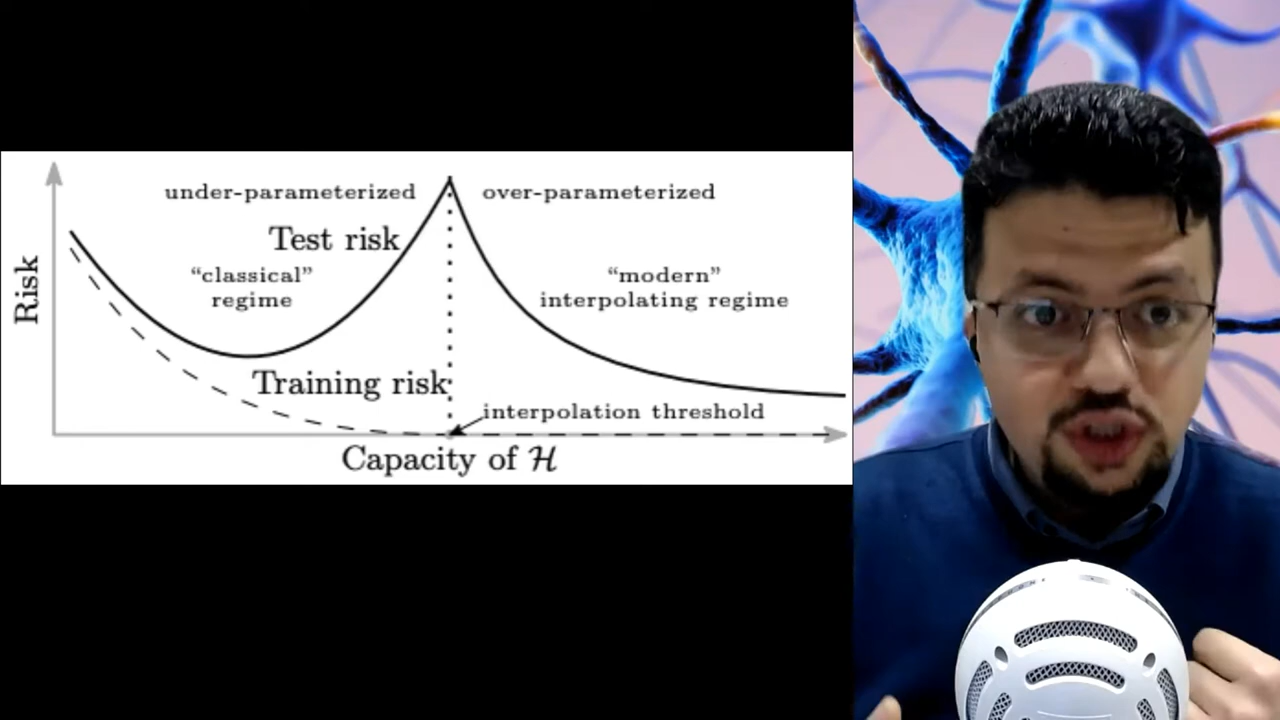 under-parameterized
over-parameterized
Test risk
“classical”
regime
“modern”
interpolating regime
Risk
Training risk
interpolation threshold
Capacity of ℋ